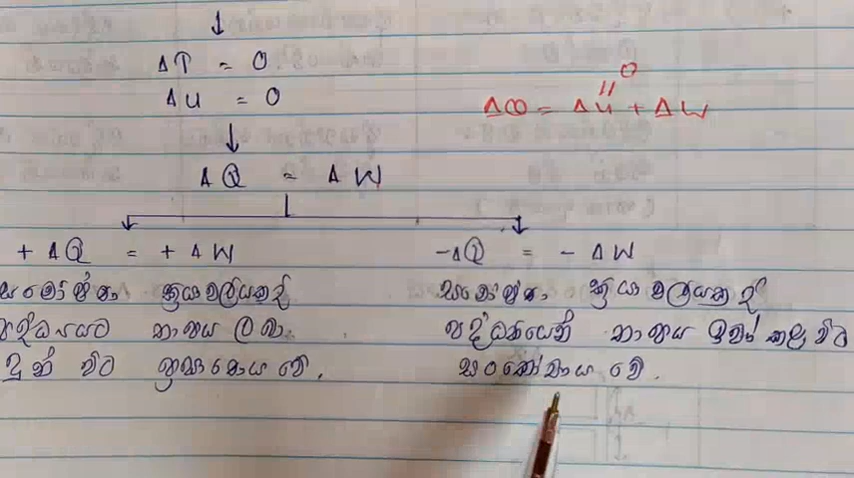 ↓
ΔT = 0
Δu = 0
0
ΔQ = Δu + ΔW
↓
ΔQ = ΔW
+ ΔQ = + ΔW
සමෝෂ්ණ ක්‍රියාවලියකදී
පද්ධතියට තාපය ලබා
දුන් විට ප්‍රසාරණය වේ.
-ΔQ = - ΔW
සමෝෂ්ණ ක්‍රියාවලියකදී
පද්ධතියෙන් තාපය ඉවත් කළ විට
සංකෝචනය වේ.